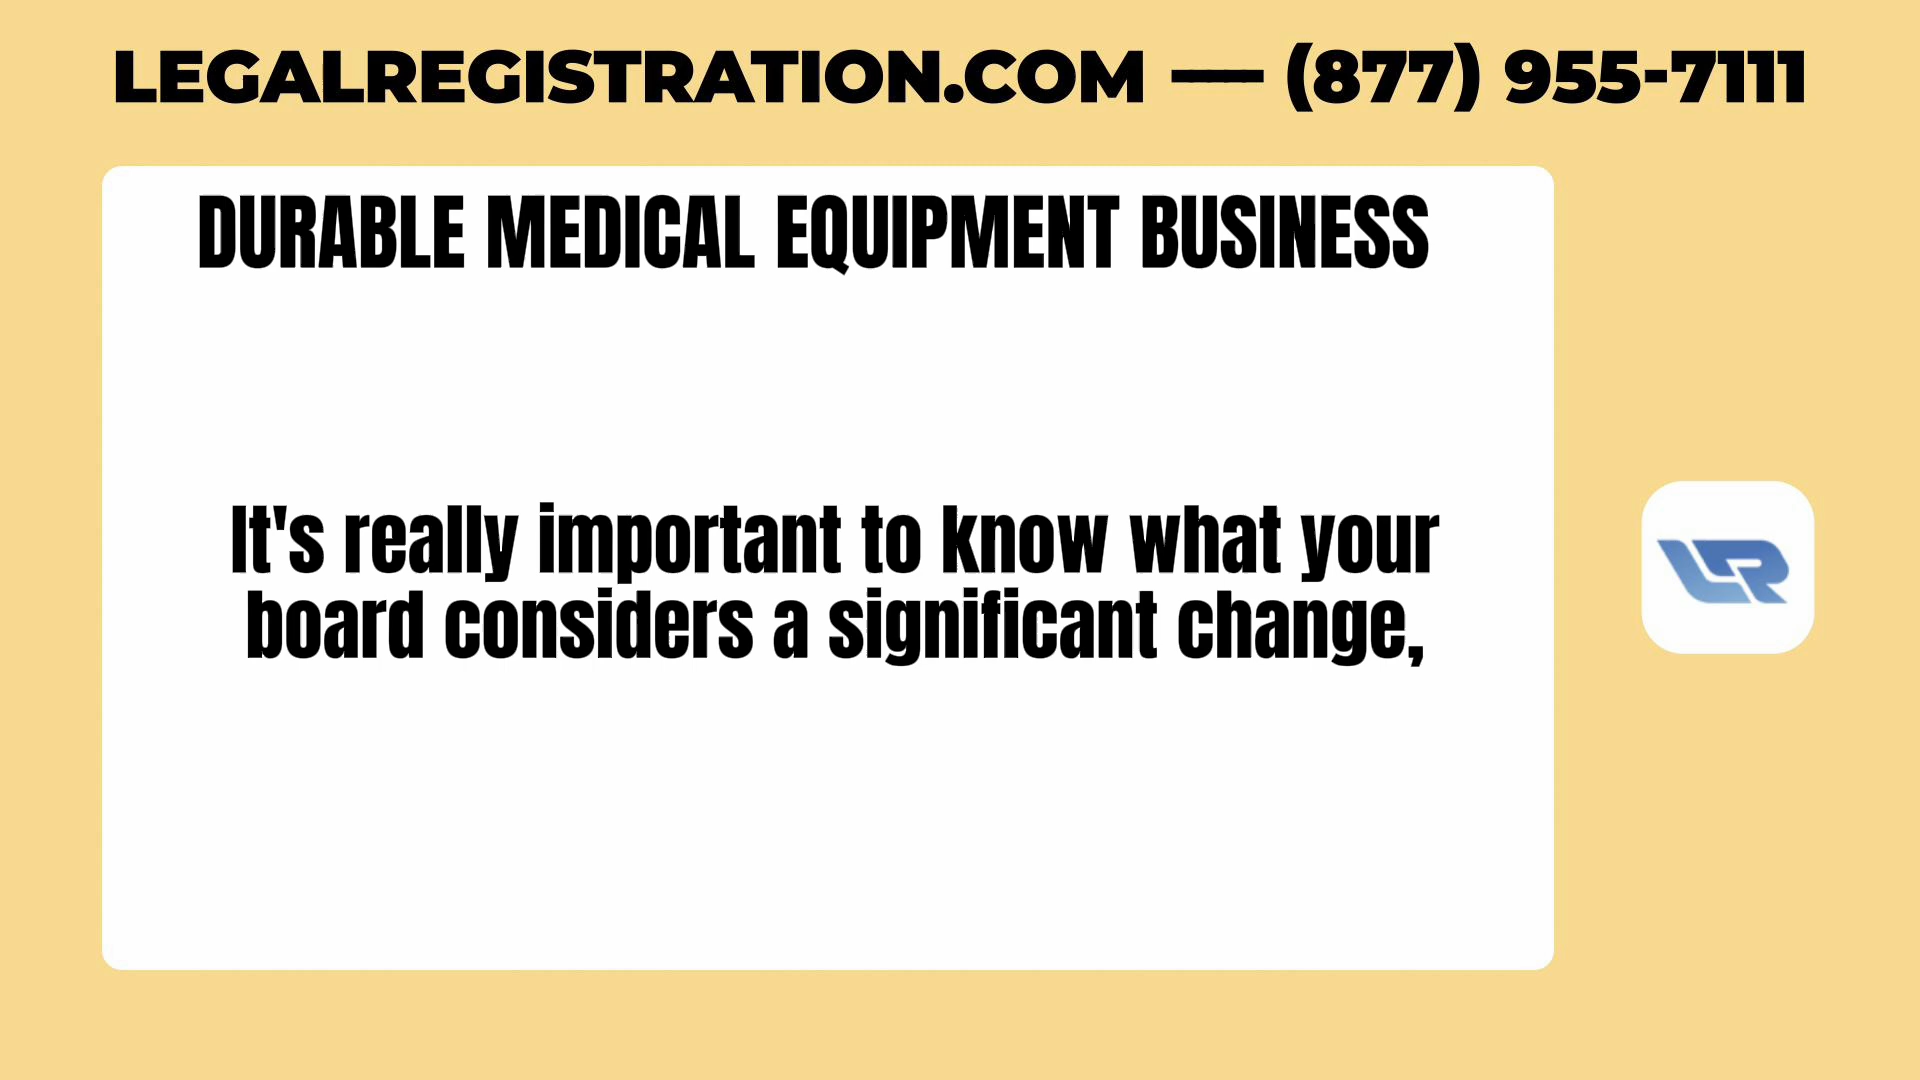 LEGALREGISTRATION.COM — (877) 955-7111
DURABLE MEDICAL EQUIPMENT BUSINESS
It's really important to know what your
board considers a significant change,
LR